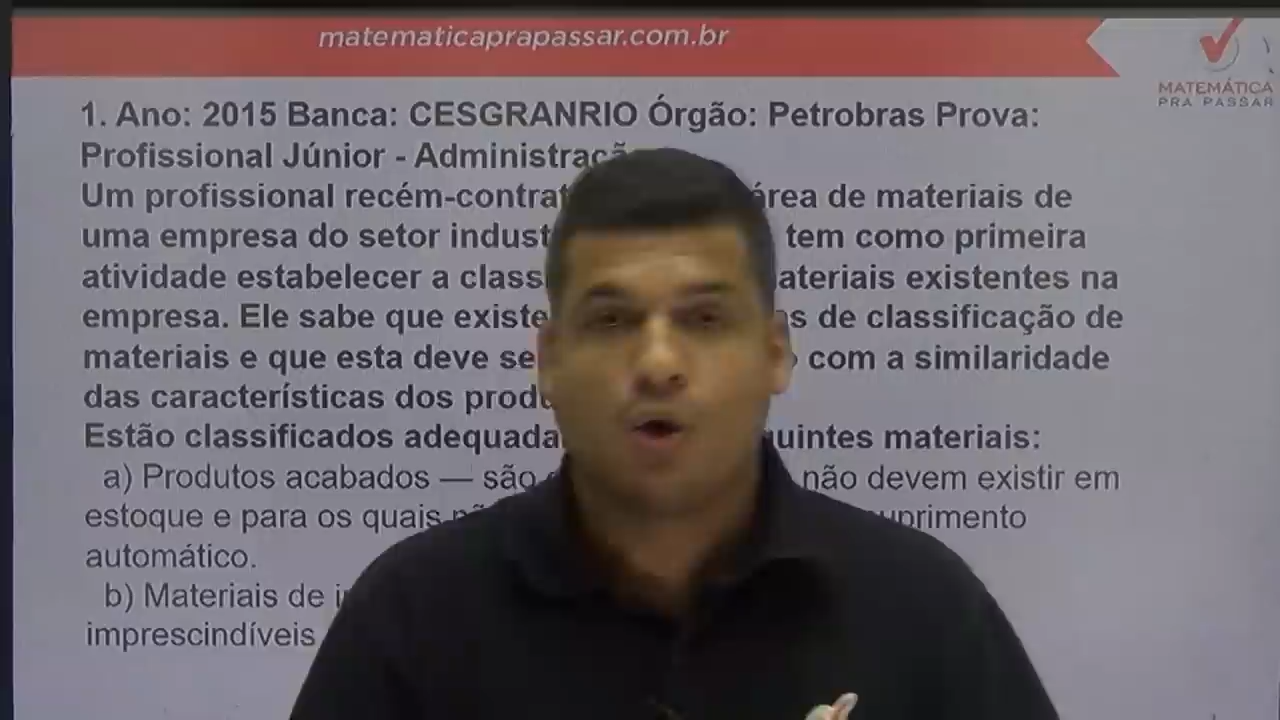 matematicaprapassar.com.br
MATEMÁTICA
PRA PASSAR
1. Ano: 2015 Banca: CESGRANRIO Órgão: Petrobras Prova:
Profissional Júnior - Administraçã
Um profissional recém-contrat área de materiais de
uma empresa do setor indust tem como primeira
atividade estabelecer a class ateriais existentes na
empresa. Ele sabe que existe s de classificação de
materiais e que esta deve se com a similaridade
das características dos prod
Estão classificados adequada uintes materiais:
a) Produtos acabados — são não devem existir em
estoque e para os quais uprimento
automático.
b) Materiais de i
imprescindíveis